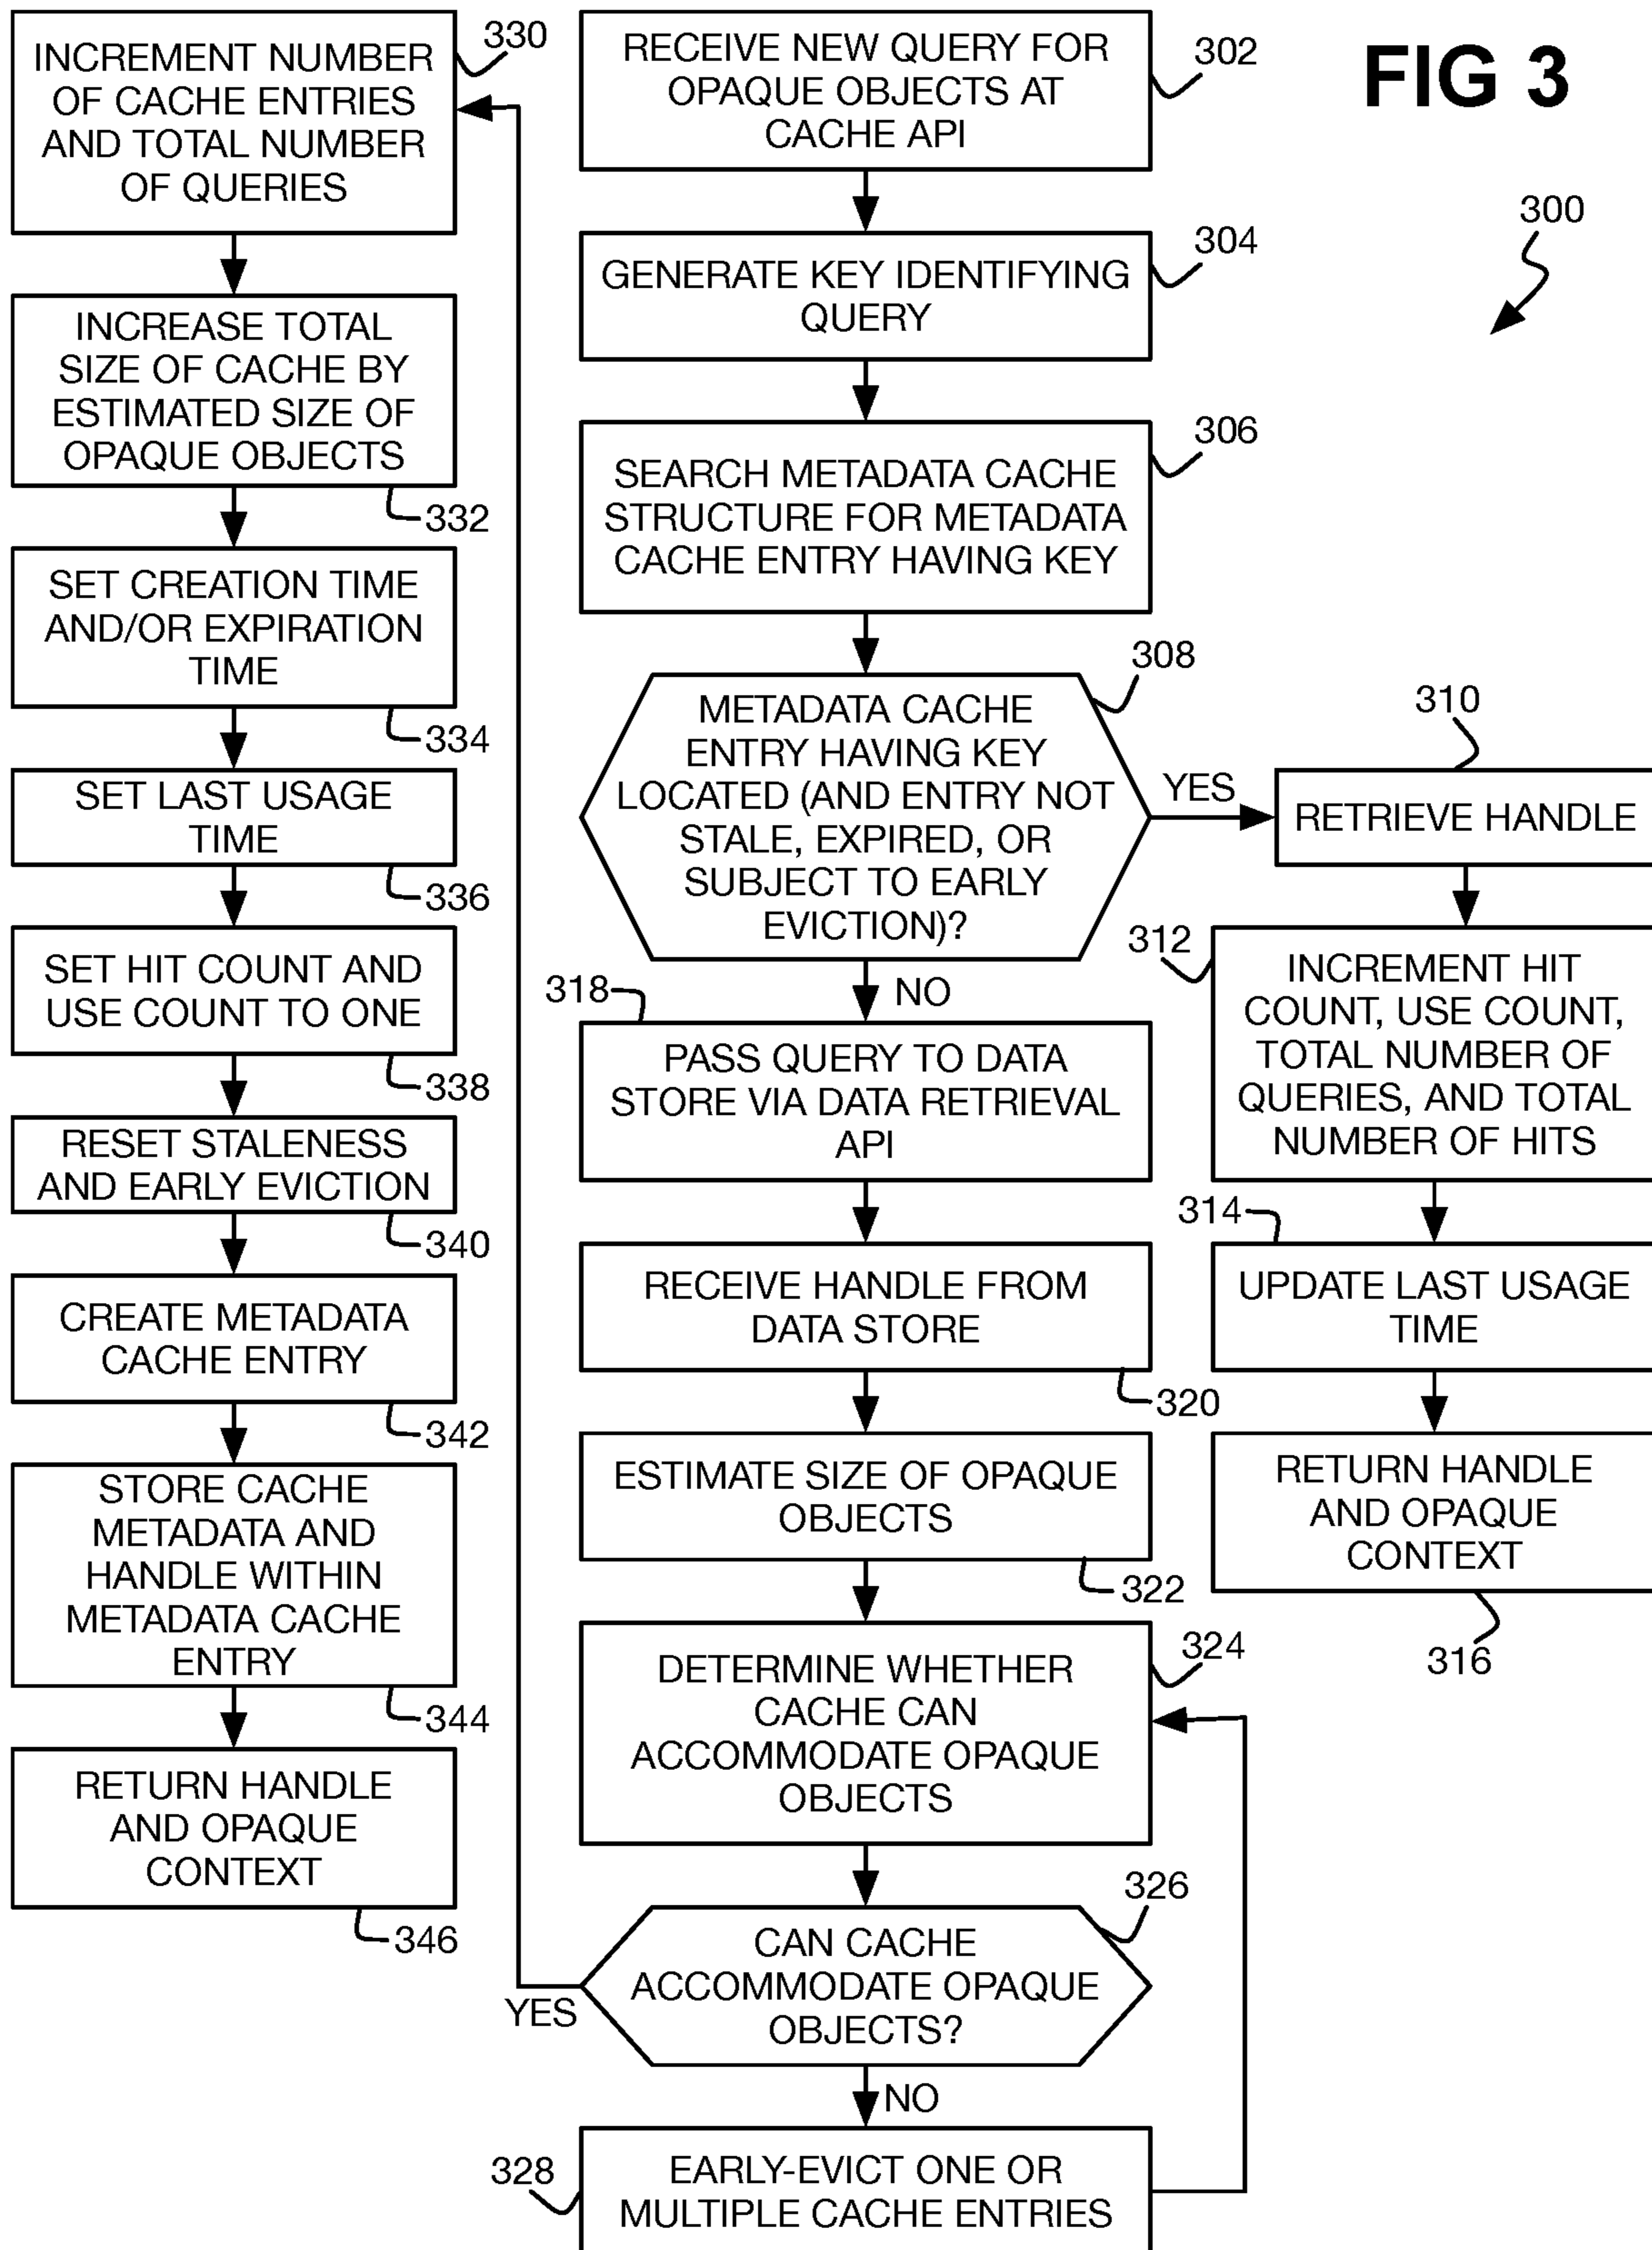 FIG 3
300
RECEIVE NEW QUERY FOR
OPAQUE OBJECTS AT
CACHE API
302
GENERATE KEY IDENTIFYING
QUERY
304
SEARCH METADATA CACHE
STRUCTURE FOR METADATA
CACHE ENTRY HAVING KEY
306
METADATA CACHE
ENTRY HAVING KEY
LOCATED (AND ENTRY NOT
STALE, EXPIRED, OR
SUBJECT TO EARLY
EVICTION)?
308
YES
RETRIEVE HANDLE
310
INCREMENT HIT
COUNT, USE COUNT,
TOTAL NUMBER OF
QUERIES, AND TOTAL
NUMBER OF HITS
312
UPDATE LAST USAGE
TIME
314
RETURN HANDLE
AND OPAQUE
CONTEXT
316
NO
PASS QUERY TO DATA
STORE VIA DATA RETRIEVAL
API
318
RECEIVE HANDLE FROM
DATA STORE
320
ESTIMATE SIZE OF OPAQUE
OBJECTS
322
DETERMINE WHETHER
CACHE CAN
ACCOMMODATE OPAQUE
OBJECTS
324
CAN CACHE
ACCOMMODATE OPAQUE
OBJECTS?
326
NO
EARLY-EVICT ONE OR
MULTIPLE CACHE ENTRIES
328
YES
INCREMENT NUMBER
OF CACHE ENTRIES
AND TOTAL NUMBER
OF QUERIES
330
INCREASE TOTAL
SIZE OF CACHE BY
ESTIMATED SIZE OF
OPAQUE OBJECTS
332
SET CREATION TIME
AND/OR EXPIRATION
TIME
334
SET LAST USAGE
TIME
336
SET HIT COUNT AND
USE COUNT TO ONE
338
RESET STALENESS
AND EARLY EVICTION
340
CREATE METADATA
CACHE ENTRY
342
STORE CACHE
METADATA AND
HANDLE WITHIN
METADATA CACHE
ENTRY
344
RETURN HANDLE
AND OPAQUE
CONTEXT
346